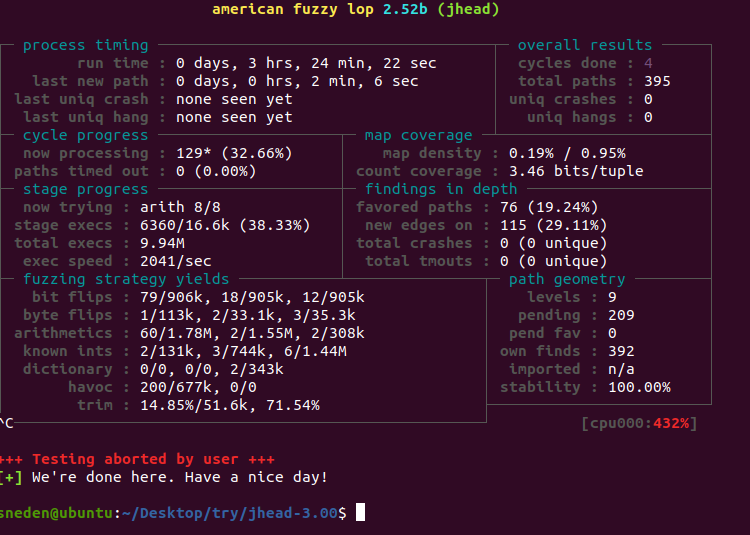 american fuzzy lop 2.52b (jhead)
process timing overall results
run time : 0 days, 3 hrs, 24 min, 22 sec cycles done : 4
last new path : 0 days, 0 hrs, 2 min, 6 sec total paths : 395
last uniq crash : none seen yet uniq crashes : 0
last uniq hang : none seen yet uniq hangs : 0
cycle progress map coverage
now processing : 129* (32.66%) map density : 0.19% / 0.95%
paths timed out : 0 (0.00%) count coverage : 3.46 bits/tuple
stage progress findings in depth
now trying : arith 8/8 favored paths : 76 (19.24%)
stage execs : 6360/16.6k (38.33%) new edges on : 115 (29.11%)
total execs : 9.94M total crashes : 0 (0 unique)
exec speed : 2041/sec total tmouts : 0 (0 unique)
fuzzing strategy yields path geometry
bit flips : 79/906k, 18/905k, 12/905k levels : 9
byte flips : 1/113k, 2/33.1k, 3/35.3k pending : 209
arithmetics : 60/1.78M, 2/1.55M, 2/308k pend fav : 0
known ints : 2/131k, 3/744k, 6/1.44M own finds : 392
dictionary : 0/0, 0/0, 2/343k imported : n/a
havoc : 200/677k, 0/0 stability : 100.00%
trim : 14.85%/51.6k, 71.54%
^C [cpu000:432%]
+++ Testing aborted by user +++
[+] We're done here. Have a nice day!
sneden@ubuntu:~/Desktop/try/jhead-3.00$